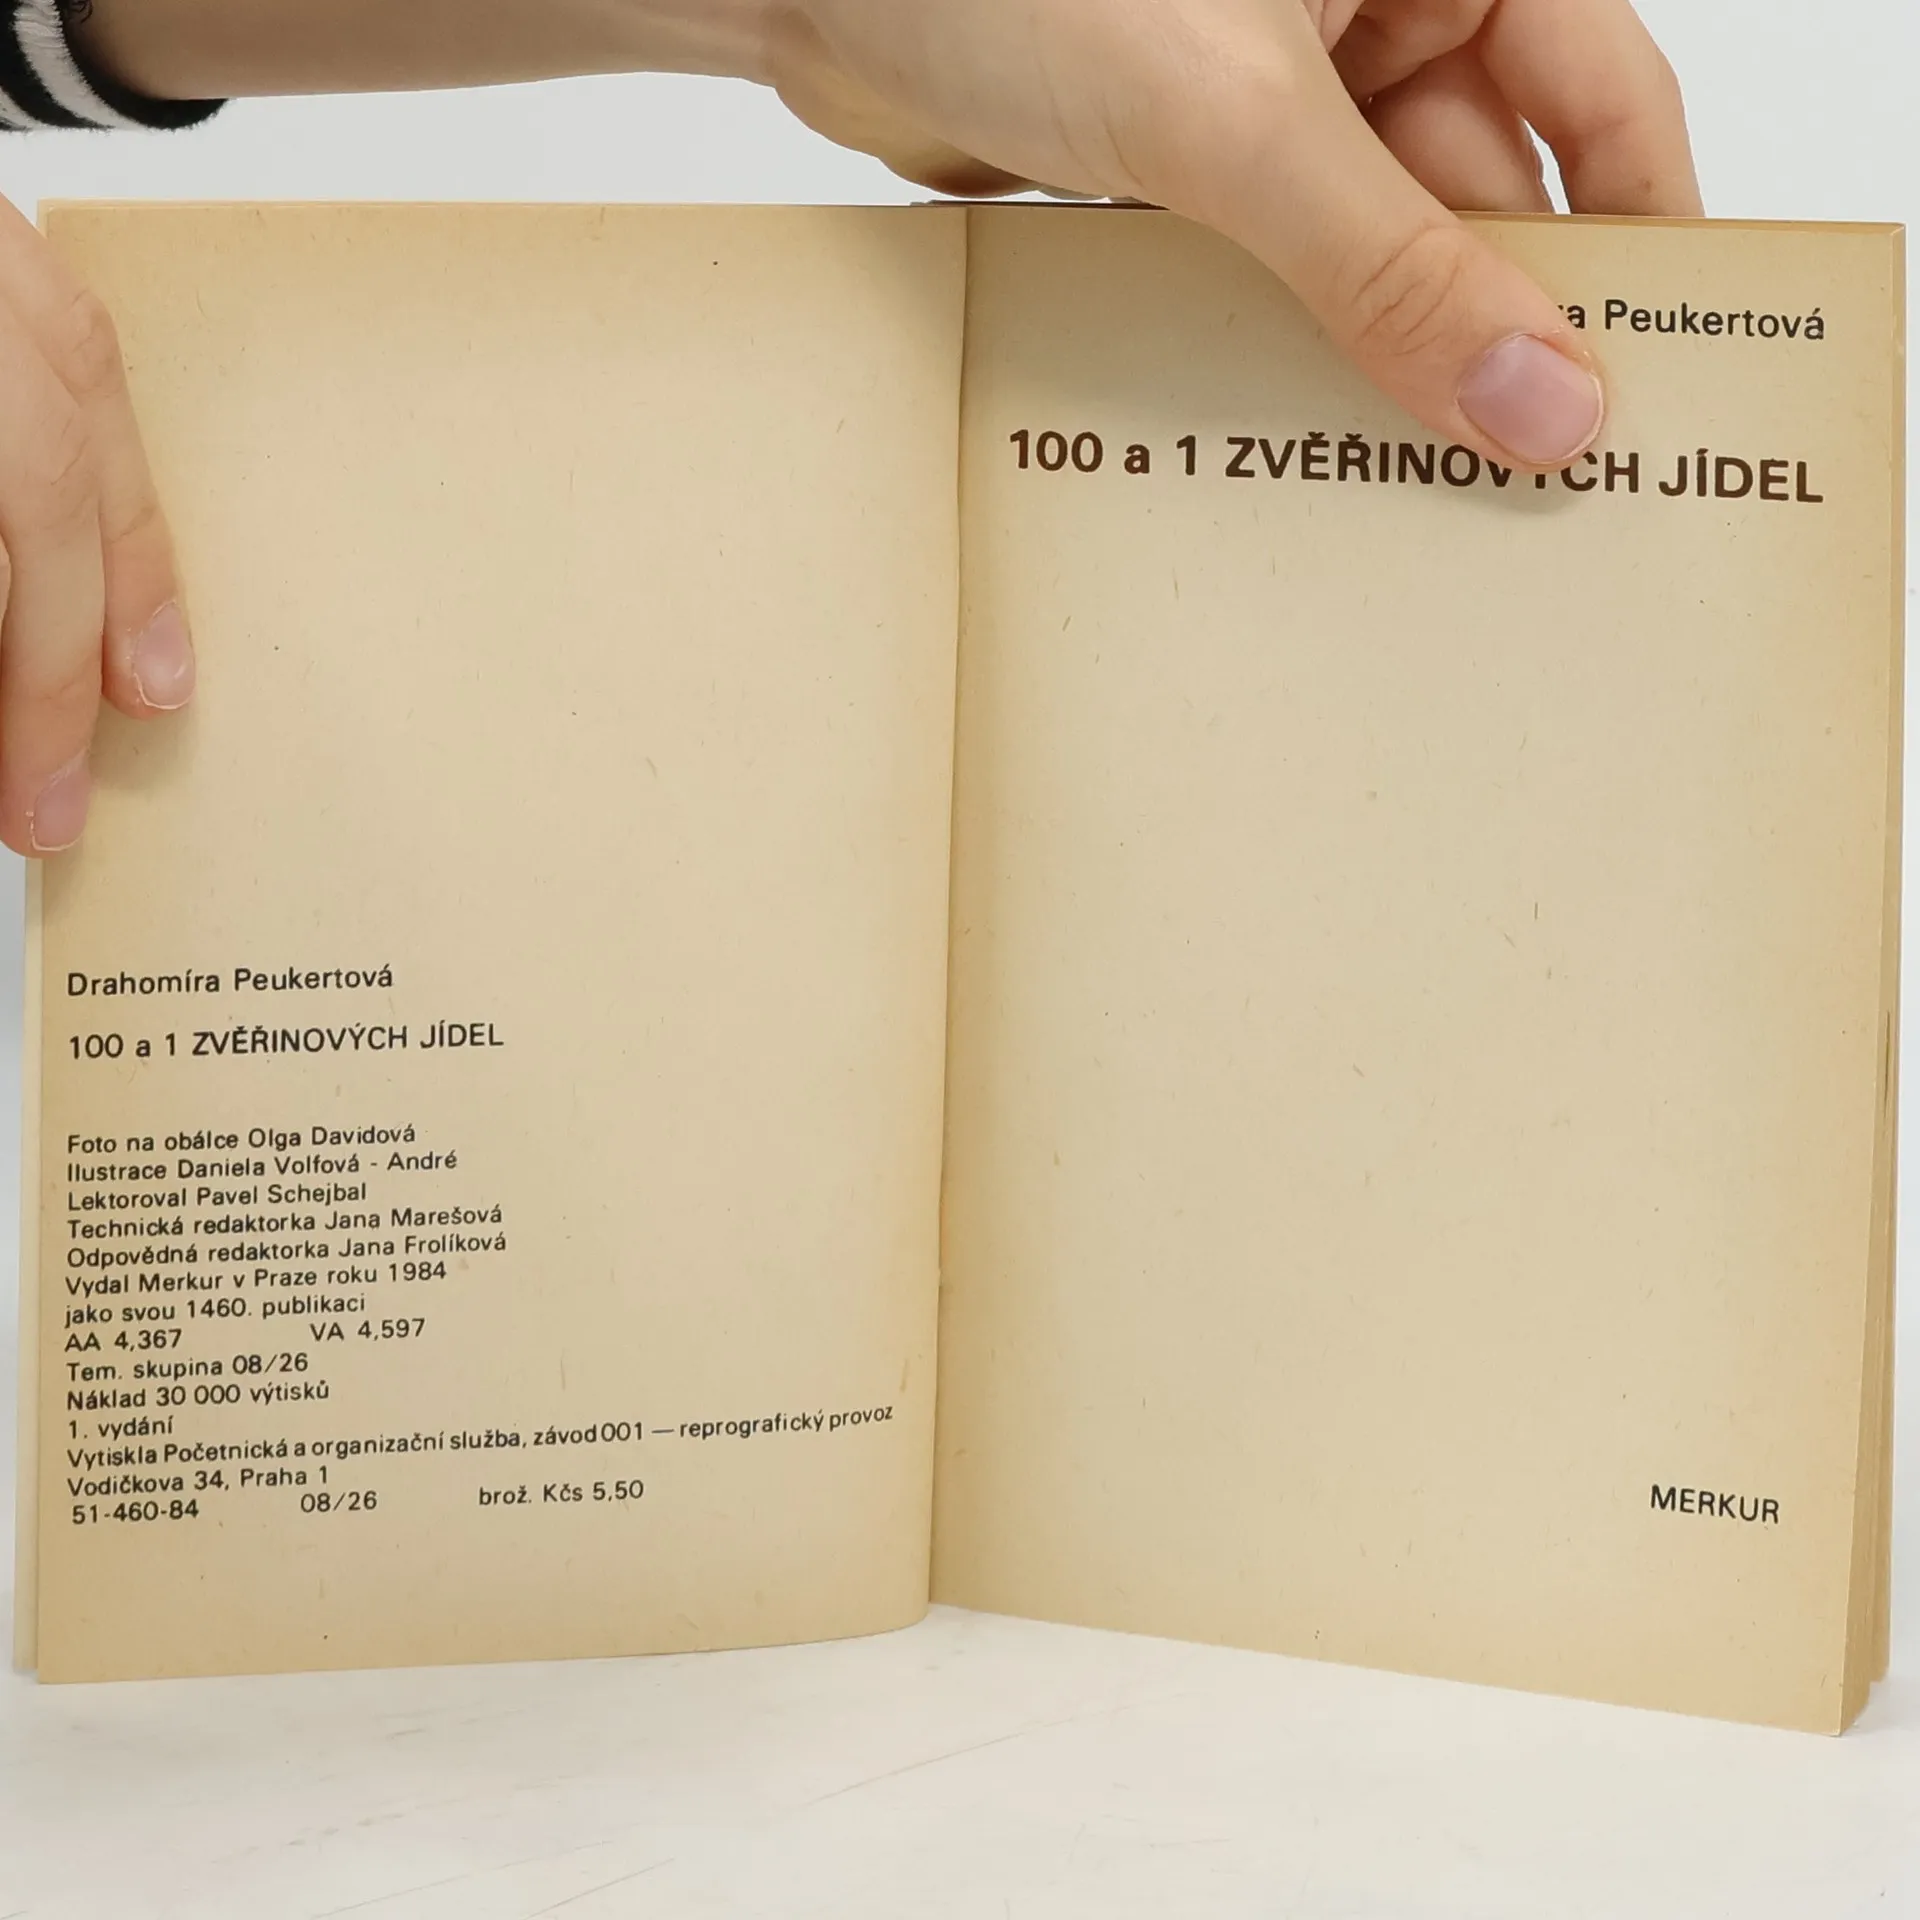 Drahomíra Peukertová
100 a 1 ZVĚŘINOVÝCH JÍDEL
Foto na obálce Olga Davidová
Ilustrace Daniela Volfová - André
Lektoroval Pavel Schejbal
Technická redaktorka Jana Marešová
Odpovědná redaktorka Jana Frolíková
Vydal Merkur v Praze roku 1984
jako svou 1460. publikaci
AA 4,367 VA 4,597
Tem. skupina 08/26
Náklad 30 000 výtisků
1. vydání
Vytiskla Početnická a organizační služba, závod 001 — reprografický provoz
Vodičkova 34, Praha 1
51-460-84 08/26 brož. Kčs 5,50
Peukertová
100 a 1 ZVĚŘINOVÝCH JÍDEL
MERKUR